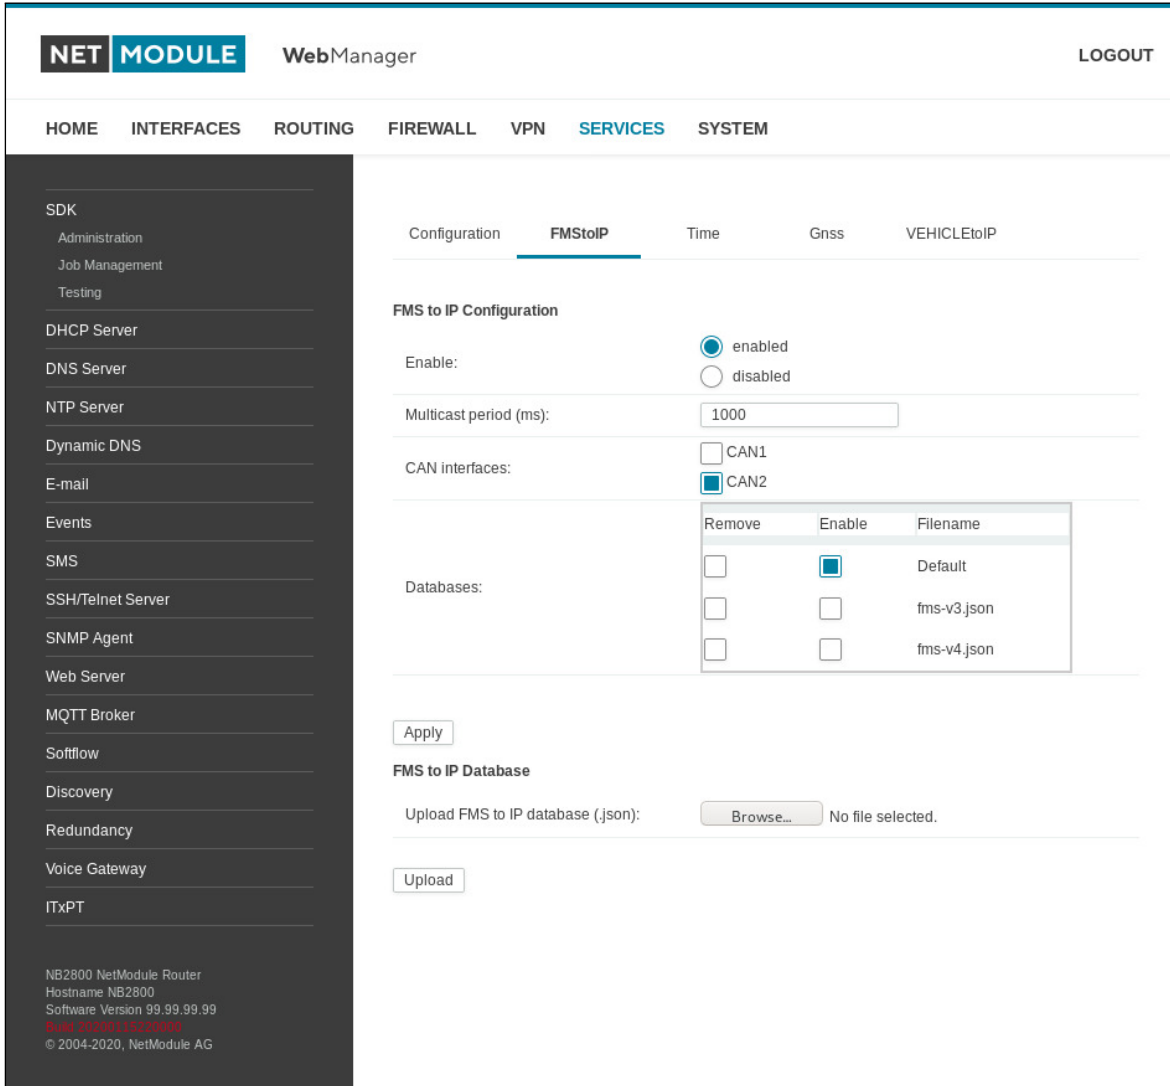 NET MODULE WebManager LOGOUT
HOME INTERFACES ROUTING FIREWALL VPN SERVICES SYSTEM
SDK
Administration
Job Management
Testing
DHCP Server
DNS Server
NTP Server
Dynamic DNS
E-mail
Events
SMS
SSH/Telnet Server
SNMP Agent
Web Server
MQTT Broker
Softflow
Discovery
Redundancy
Voice Gateway
ITxPT
NB2800 NetModule Router
Hostname NB2800
Software Version 99.99.99.99
Build
© 2004-2020, NetModule AG
Configuration FMStoIP Time Gnss VEHICLEtoIP
FMS to IP Configuration
Enable:
enabled
disabled
Multicast period (ms): 1000
CAN interfaces:
CAN1
CAN2
Databases:
Remove Enable Filename
Default
fms-v3.json
fms-v4.json
Apply
FMS to IP Database
Upload FMS to IP database (.json): Browse... No file selected.
Upload